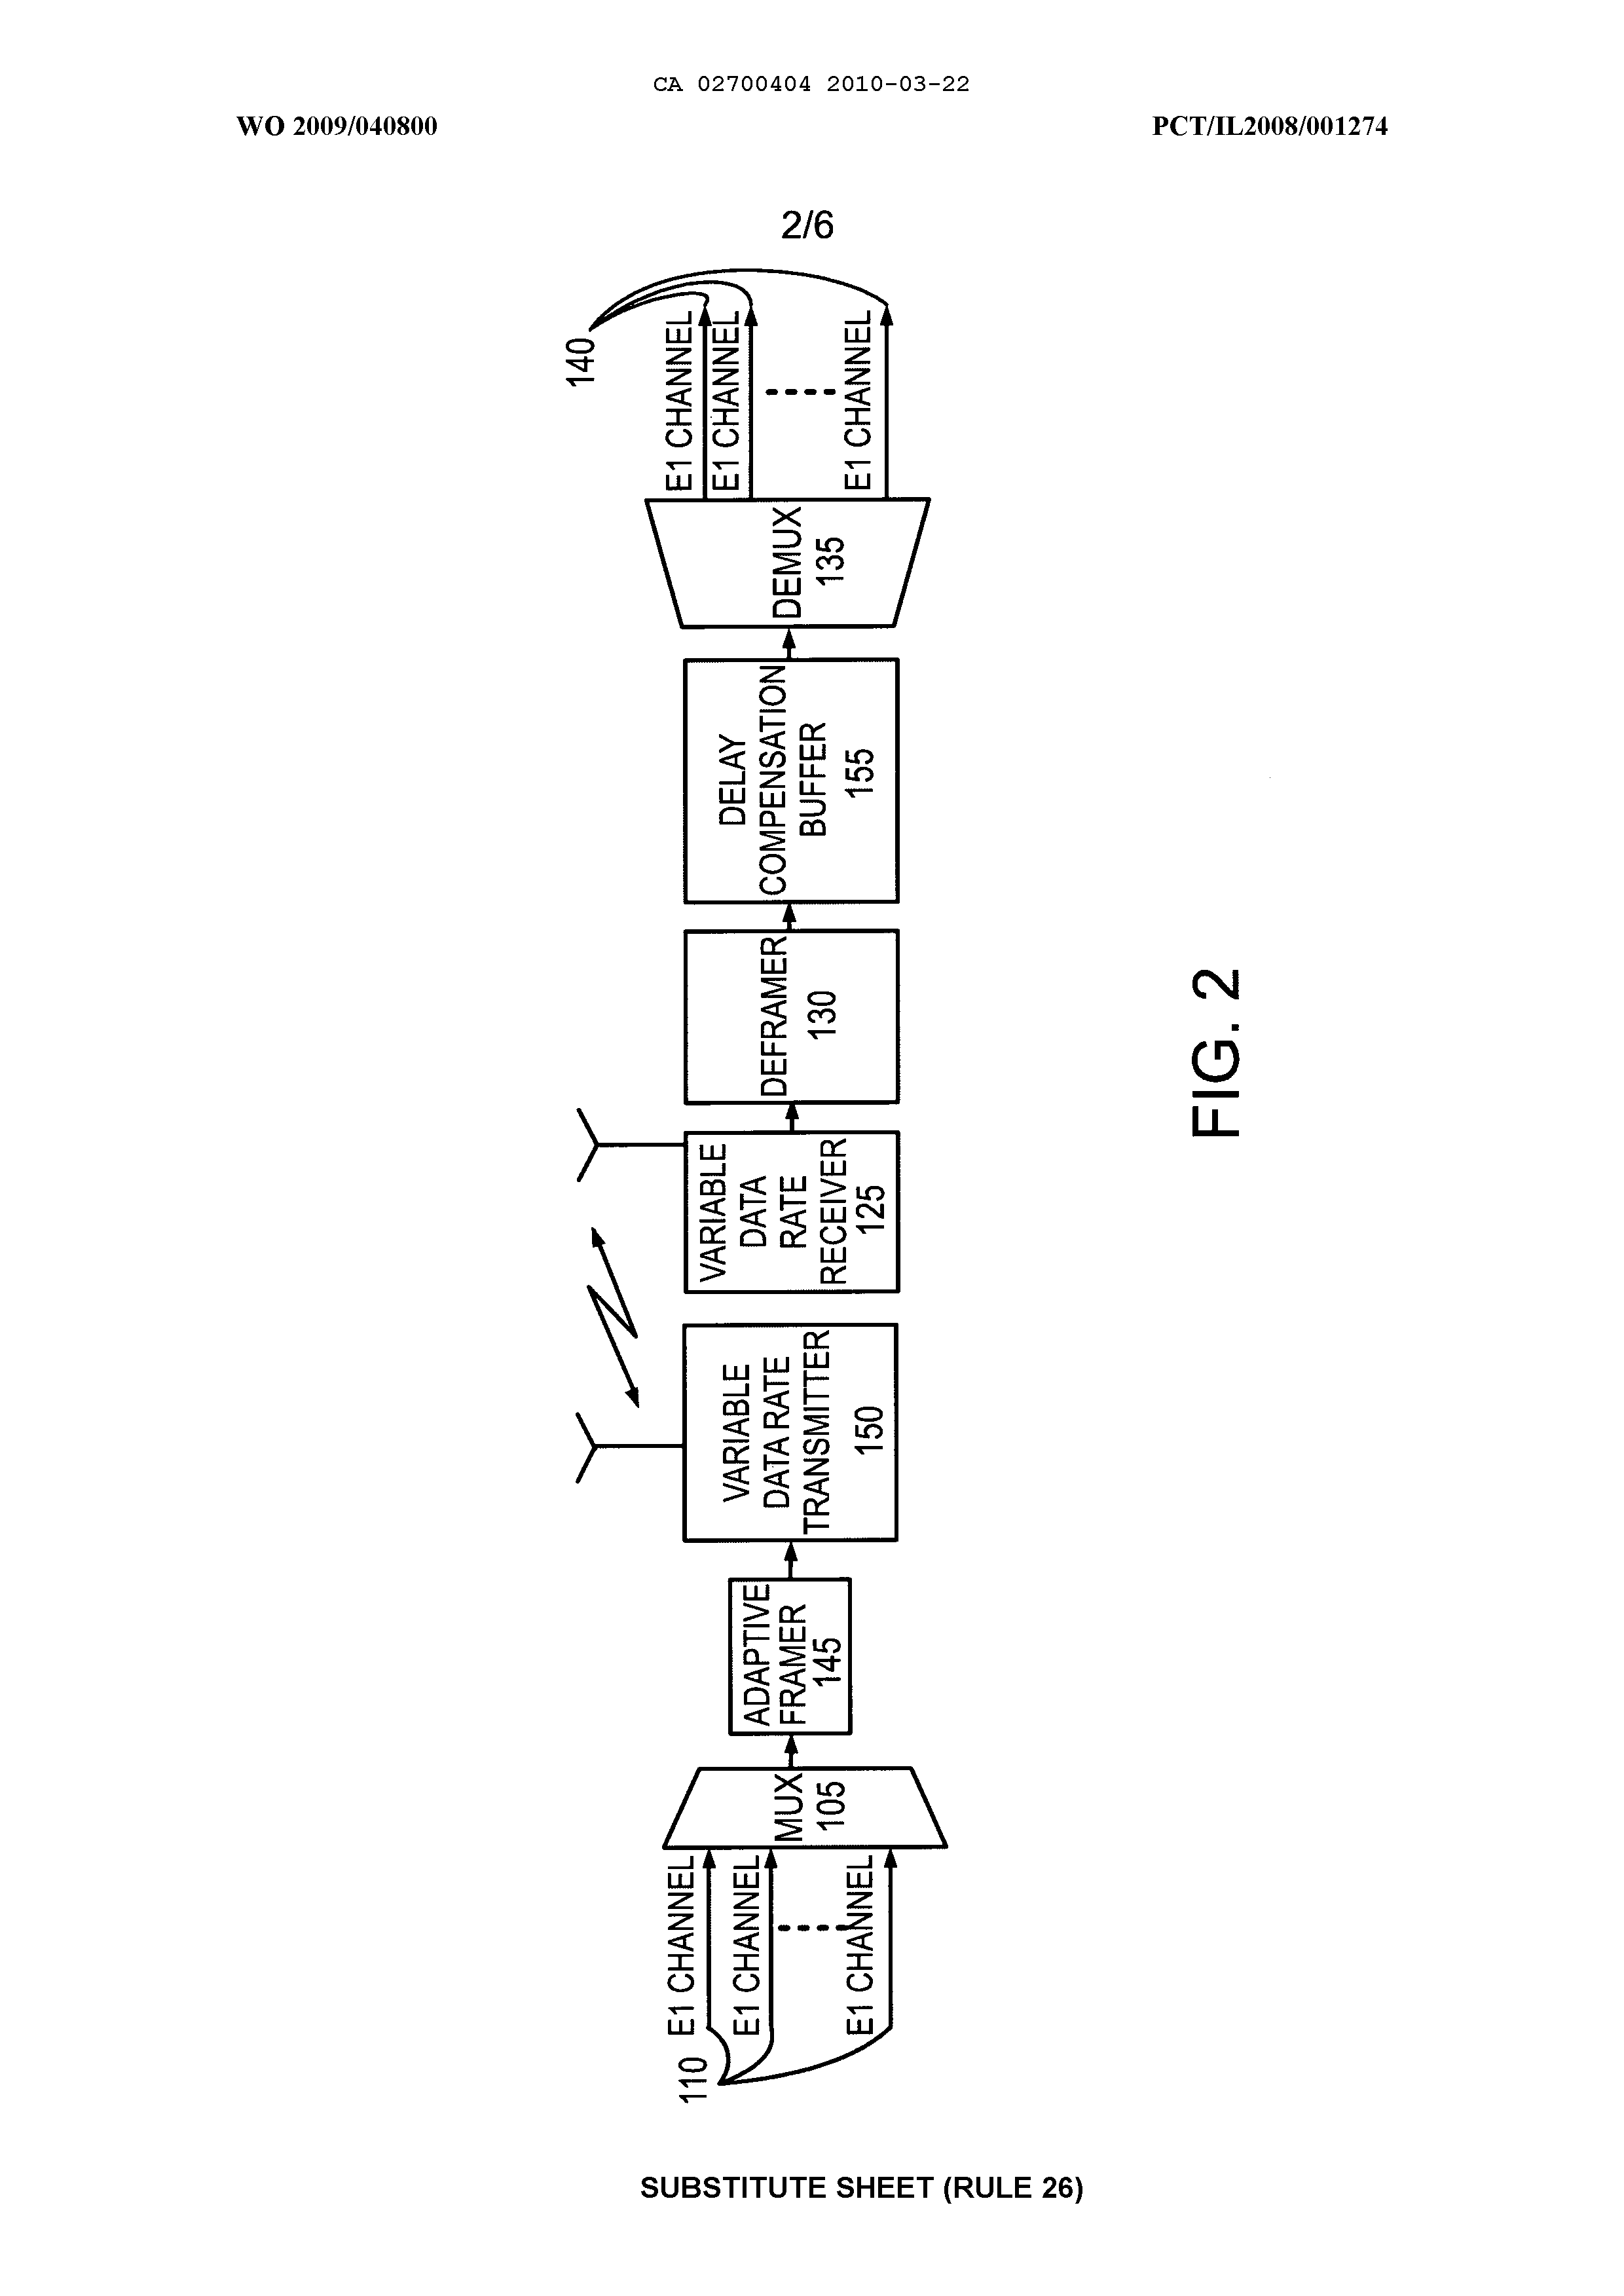 CA 02700404 2010-03-22
WO 2009/040800
PCT/IL2008/001274
2/6
110
E1 CHANNEL
E1 CHANNEL
E1 CHANNEL
MUX
105
ADAPTIVE
FRAMER
145
VARIABLE
DATA RATE
TRANSMITTER
150
VARIABLE
DATA
RATE
RECEIVER
125
DEFRAMER
130
DELAY
COMPENSATION
BUFFER
155
DEMUX
135
E1 CHANNEL
E1 CHANNEL
E1 CHANNEL
140
FIG. 2
SUBSTITUTE SHEET (RULE 26)